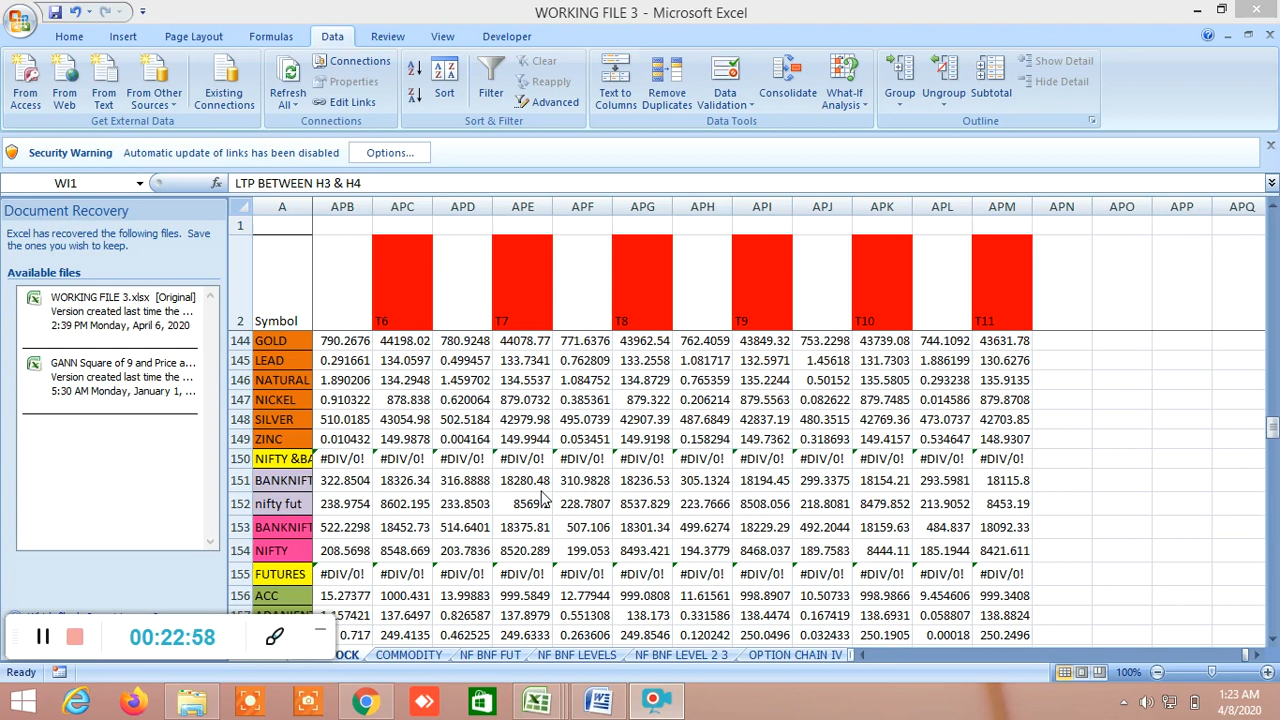 WORKING FILE 3 - Microsoft Excel
Home Insert Page Layout Formulas Data Review View Developer
From Access From Web From Text From Other Sources Existing Connections Refresh All Connections Properties Edit Links Sort Filter Clear Reapply Advanced Text to Columns Remove Duplicates Data Validation Consolidate What-If Analysis Group Ungroup Subtotal Show Detail Hide Detail
Get External Data Connections Sort & Filter Data Tools Outline
Security Warning Automatic update of links has been disabled Options...
WI1 fx LTP BETWEEN H3 & H4
Document Recovery
Excel has recovered the following files. Save the ones you wish to keep.
Available files
WORKING FILE 3.xlsx [Original]
Version created last time the ...
2:39 PM Monday, April 6, 2020
GANN Square of 9 and Price a...
Version created last time the ...
5:30 AM Monday, January 1, ...
A APB APC APD APE APF APG APH API APJ APK APL APM APN APO APP APQ
1
2 Symbol T6 T7 T8 T9 T10 T11
144 GOLD 790.2676 44198.02 780.9248 44078.77 771.6376 43962.54 762.4059 43849.32 753.2298 43739.08 744.1092 43631.78
145 LEAD 0.291661 134.0597 0.499457 133.7341 0.762809 133.2558 1.081717 132.5971 1.45618 131.7303 1.886199 130.6276
146 NATURAL 1.890206 134.2948 1.459702 134.5537 1.084752 134.8729 0.765359 135.2244 0.50152 135.5805 0.293238 135.9135
147 NICKEL 0.910322 878.838 0.620064 879.0732 0.385361 879.322 0.206214 879.5563 0.082622 879.7485 0.014586 879.8708
148 SILVER 510.0185 43054.98 502.5184 42979.98 495.0739 42907.39 487.6849 42837.19 480.3515 42769.36 473.0737 42703.85
149 ZINC 0.010432 149.9878 0.004164 149.9944 0.053451 149.9198 0.158294 149.7362 0.318693 149.4157 0.534647 148.9307
150 NIFTY &BA #DIV/0! #DIV/0! #DIV/0! #DIV/0! #DIV/0! #DIV/0! #DIV/0! #DIV/0! #DIV/0! #DIV/0! #DIV/0! #DIV/0!
151 BANKNIFT 322.8504 18326.34 316.8888 18280.48 310.9828 18236.53 305.1324 18194.45 299.3375 18154.21 293.5981 18115.8
152 nifty fut 238.9754 8602.195 233.8503 8569 228.7807 8537.829 223.7666 8508.056 218.8081 8479.852 213.9052 8453.19
153 BANKNIFT 522.2298 18452.73 514.6401 18375.81 507.106 18301.34 499.6274 18229.29 492.2044 18159.63 484.837 18092.33
154 NIFTY 208.5698 8548.669 203.7836 8520.289 199.053 8493.421 194.3779 8468.037 189.7583 8444.11 185.1944 8421.611
155 FUTURES #DIV/0! #DIV/0! #DIV/0! #DIV/0! #DIV/0! #DIV/0! #DIV/0! #DIV/0! #DIV/0! #DIV/0! #DIV/0! #DIV/0!
156 ACC 15.27377 1000.431 13.99883 999.5849 12.77944 999.0808 11.61561 998.8907 10.50733 998.9866 9.454606 999.3408
137.6497 0.826587 137.8979 0.551308 138.173 0.331586 138.4474 0.167419 138.6931 0.058807 138.8824
0.717 249.4135 0.462525 249.6333 0.263606 249.8546 0.120242 250.0496 0.032433 250.1905 0.00018 250.2496
00:22:58
OCK COMMODITY NF BNF FUT NF BNF LEVELS NF BNF LEVEL 2 3 OPTION CHAIN IV
Ready 100%
1:23 AM
4/8/2020